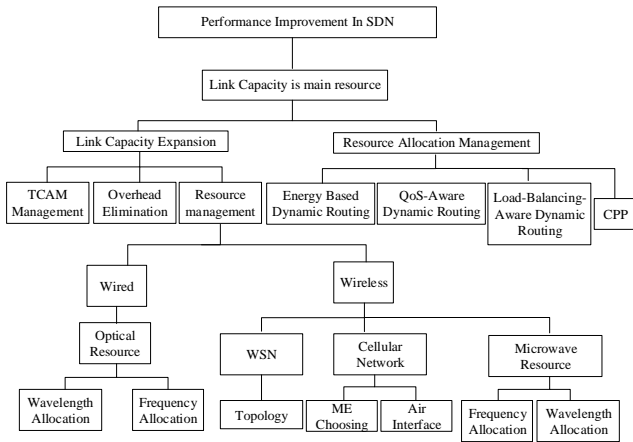 Performance Improvement In SDN
Link Capacity is main resource
Link Capacity Expansion
Resource Allocation Management
TCAM
Management
Overhead
Elimination
Resource
management
Energy Based
Dynamic Routing
QoS-Aware
Dynamic Routing
Load-Balancing-
Aware Dynamic
Routing
CPP
Wired
Wireless
Optical
Resource
WSN
Cellular
Network
Microwave
Resource
Wavelength
Allocation
Frequency
Allocation
Topology
ME
Choosing
Air
Interface
Frequency
Allocation
Wavelength
Allocation